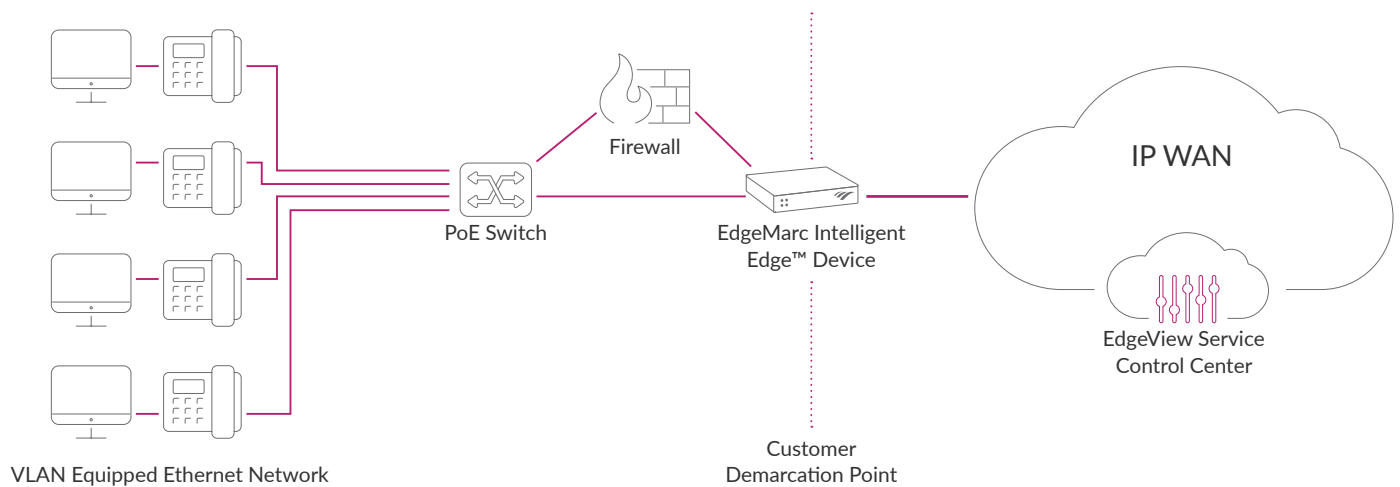 Firewall
IP WAN
PoE Switch
EdgeMarc Intelligent
Edge™ Device
EdgeView Service
Control Center
Customer
Demarcation Point
VLAN Equipped Ethernet Network